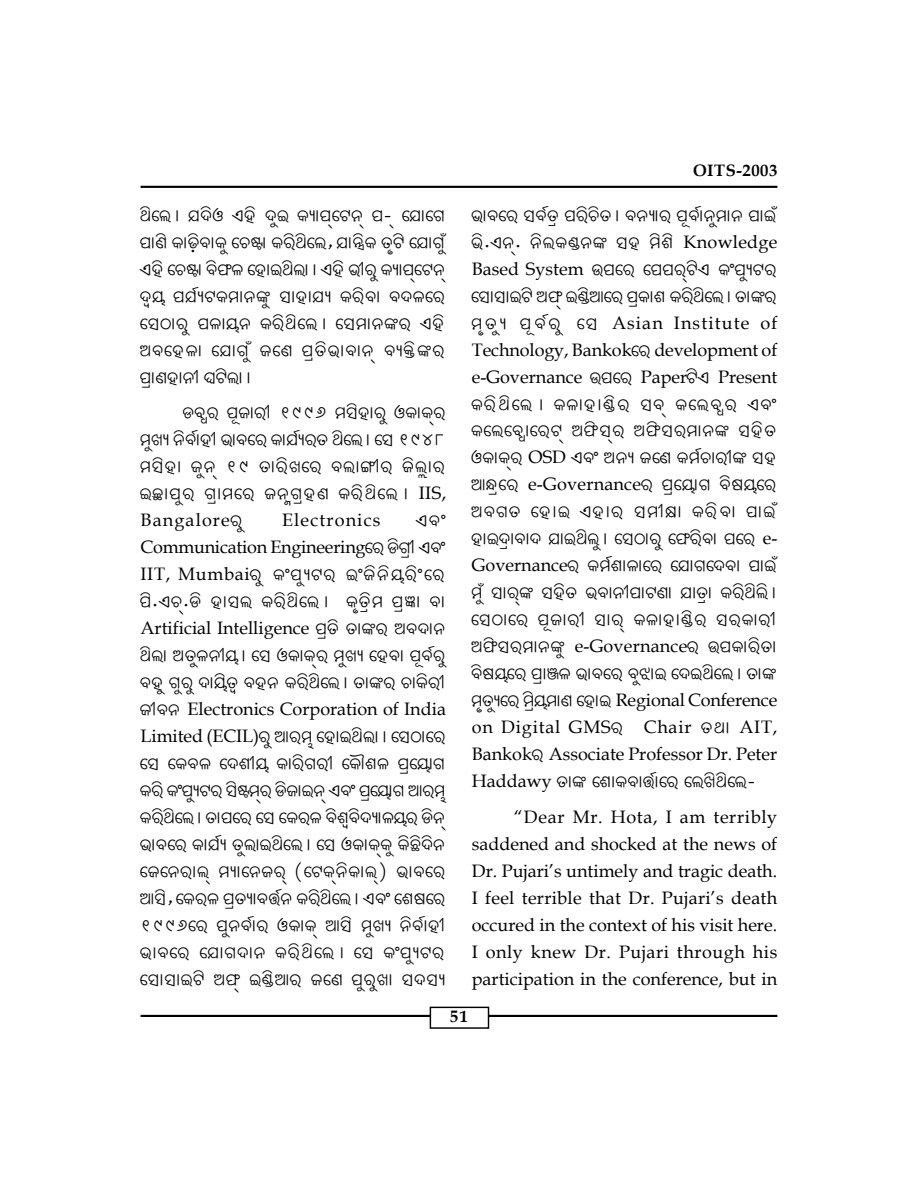 OITS-2003
ଥିଲେ। ଯଦିଓ ଏହି ଦୁଇ କ୍ୟାପ୍‌ଟେନ୍ ପ- ଯୋଗେ
ପାଣି କାଢ଼ିବାକୁ ଚେଷ୍ଟା କରିଥିଲେ, ଯାନ୍ତ୍ରିକ ତୃଟି ଯୋଗୁଁ
ଏହି ଚେଷ୍ଟା ବିଫଳ ହୋଇଥିଲା। ଏହି ଭୀରୁ କ୍ୟାପ୍‌ଟେନ୍
ଦ୍ୱୟ ପର୍ଯ୍ୟଟକମାନଙ୍କୁ ସାହାଯ୍ୟ କରିବା ବଦଳରେ
ସେଠାରୁ ପଳାୟନ କରିଥିଲେ। ସେମାନଙ୍କର ଏହି
ଅବହେଳା ଯୋଗୁଁ ଜଣେ ପ୍ରତିଭାବାନ୍ ବ୍ୟକ୍ତିଙ୍କର
ପ୍ରାଣହାନୀ ଘଟିଲା।
ଡକ୍ଟର ପୂଜାରୀ ୧୯୯୬ ମସିହାରୁ ଓକାକ୍‌ର
ମୁଖ୍ୟ ନିର୍ବାହୀ ଭାବରେ କାର୍ଯ୍ୟରତ ଥିଲେ। ସେ ୧୯୪୮
ମସିହା ଜୁନ୍ ୧୯ ତାରିଖରେ ବଲାଙ୍ଗୀର ଜିଲ୍ଲାର
ଇଛାପୁର ଗ୍ରାମରେ ଜନ୍ମଗ୍ରହଣ କରିଥିଲେ। IIS,
Bangaloreରୁ Electronics ଏବଂ
Communication Engineeringରେ ଡିଗ୍ରୀ ଏବଂ
IIT, Mumbaiରୁ କଂପ୍ୟୁଟର ଇଂଜିନିୟରିଂରେ
ପି.ଏଚ୍.ଡି ହାସଲ କରିଥିଲେ। କୃତ୍ରିମ ପ୍ରଜ୍ଞା ବା
Artificial Intelligence ପ୍ରତି ତାଙ୍କର ଅବଦାନ
ଥିଲା ଅତୁଳନୀୟ। ସେ ଓକାକ୍‌ର ମୁଖ୍ୟ ହେବା ପୂର୍ବରୁ
ବହୁ ଗୁରୁ ଦାୟିତ୍ୱ ବହନ କରିଥିଲେ। ତାଙ୍କର ଚାକିରୀ
ଜୀବନ Electronics Corporation of India
Limited (ECIL)ରୁ ଆରମ୍ଭ ହୋଇଥିଲା। ସେଠାରେ
ସେ କେବଳ ଦେଶୀୟ କାରିଗରୀ କୌଶଳ ପ୍ରୟୋଗ
କରି କଂପ୍ୟୁଟର ସିଷ୍ଟମ୍‌ର ଡିଜାଇନ୍ ଏବଂ ପ୍ରୟୋଗ ଆରମ୍ଭ
କରିଥିଲେ। ତାପରେ ସେ କେରଳ ବିଶ୍ୱବିଦ୍ୟାଳୟର ଡିନ୍
ଭାବରେ କାର୍ଯ୍ୟ ତୁଲାଇଥିଲେ। ସେ ଓକାକ୍‌କୁ କିଛିଦିନ
ଜେନେରାଲ୍ ମ୍ୟାନେଜର୍ (ଟେକ୍‌ନିକାଲ୍) ଭାବରେ
ଆସି, କେରଳ ପ୍ରତ୍ୟାବର୍ତ୍ତନ କରିଥିଲେ। ଏବଂ ଶେଷରେ
୧୯୯୬ରେ ପୁନର୍ବାର ଓକାକ୍ ଆସି ମୁଖ୍ୟ ନିର୍ବାହୀ
ଭାବରେ ଯୋଗଦାନ କରିଥିଲେ। ସେ କଂପ୍ୟୁଟର
ସୋସାଇଟି ଅଫ୍ ଇଣ୍ଡିଆର ଜଣେ ପୁରୁଖା ସଦସ୍ୟ
ଭାବରେ ସର୍ବତ୍ର ପରିଚିତ। ବନ୍ୟାର ପୂର୍ବାନୁମାନ ପାଇଁ
ଭି.ଏନ୍. ନିଲକଣ୍ଠନଙ୍କ ସହ ମିଶି Knowledge
Based System ଉପରେ ପେପର୍‌ଟିଏ କଂପ୍ୟୁଟର
ସୋସାଇଟି ଅଫ୍ ଇଣ୍ଡିଆରେ ପ୍ରକାଶ କରିଥିଲେ। ତାଙ୍କର
ମୃତ୍ୟୁ ପୂର୍ବରୁ ସେ Asian Institute of
Technology, Bankokରେ development of
e-Governance ଉପରେ Paperଟିଏ Present
କରିଥିଲେ। କଳାହାଣ୍ଡିର ସବ୍ କଲେକ୍ଟର ଏବଂ
କଲେକ୍ଟୋରେଟ୍ ଅଫିସ୍‌ର ଅଫିସରମାନଙ୍କ ସହିତ
ଓକାକ୍‌ର OSD ଏବଂ ଅନ୍ୟ ଜଣେ କର୍ମଚାରୀଙ୍କ ସହ
ଆନ୍ଧ୍ରରେ e-Governanceର ପ୍ରୟୋଗ ବିଷୟରେ
ଅବଗତ ହୋଇ ଏହାର ସମୀକ୍ଷା କରିବା ପାଇଁ
ହାଇଦ୍ରାବାଦ ଯାଇଥିଲୁ। ସେଠାରୁ ଫେରିବା ପରେ e-
Governanceର କର୍ମଶାଳାରେ ଯୋଗଦେବା ପାଇଁ
ମୁଁ ସାର୍‌ଙ୍କ ସହିତ ଭବାନୀପାଟଣା ଯାତ୍ରା କରିଥିଲି।
ସେଠାରେ ପୂଜାରୀ ସାର୍ କଳାହାଣ୍ଡିର ସରକାରୀ
ଅଫିସରମାନଙ୍କୁ e-Governanceର ଉପକାରିତା
ବିଷୟରେ ପ୍ରାଞ୍ଜଳ ଭାବରେ ବୁଝାଇ ଦେଇଥିଲେ। ତାଙ୍କ
ମୃତ୍ୟୁରେ ମ୍ରିୟମାଣ ହୋଇ Regional Conference
on Digital GMSର Chair ତଥା AIT,
Bankokର Associate Professor Dr. Peter
Haddawy ତାଙ୍କ ଶୋକବାର୍ତ୍ତାରେ ଲେଖିଥିଲେ-
“Dear Mr. Hota, I am terribly
saddened and shocked at the news of
Dr. Pujari’s untimely and tragic death.
I feel terrible that Dr. Pujari’s death
occured in the context of his visit here.
I only knew Dr. Pujari through his
participation in the conference, but in
51